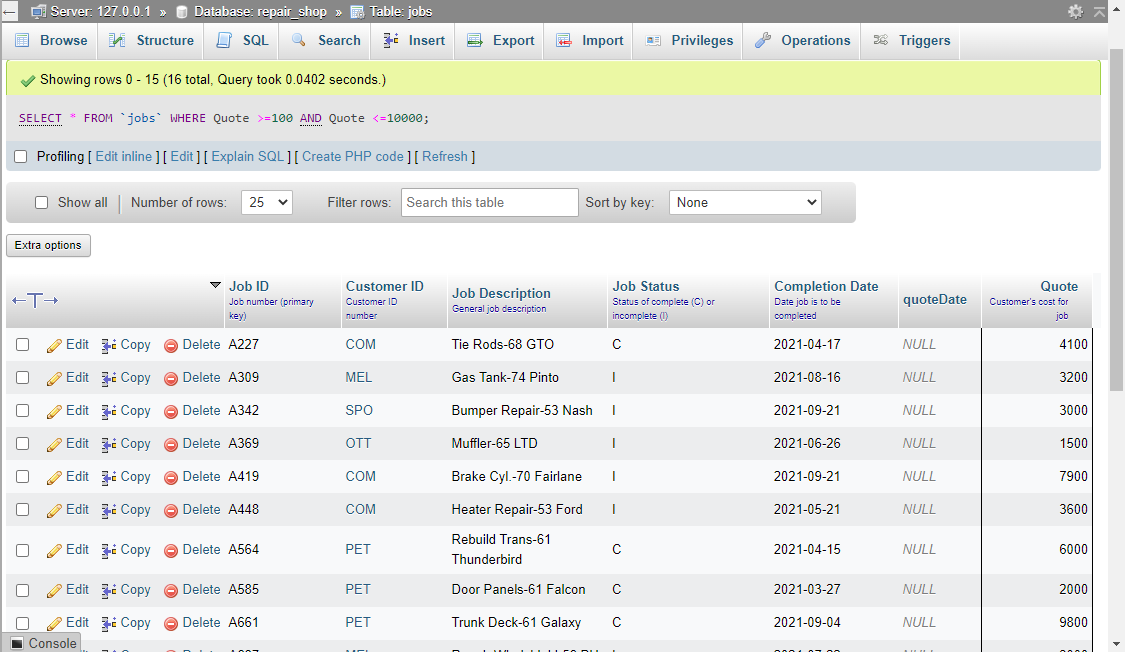 Server: 127.0.0.1 » Database: repair_shop » Table: jobs
Browse Structure SQL Search Insert Export Import Privileges Operations Triggers
Showing rows 0 - 15 (16 total, Query took 0.0402 seconds.)
SELECT * FROM `jobs` WHERE Quote >=100 AND Quote <=10000;
Profiling [ Edit inline ] [ Edit ] [ Explain SQL ] [ Create PHP code ] [ Refresh ]
Show all Number of rows: 25 Filter rows: Search this table Sort by key: None
Extra options
←T→ Job ID Customer ID Job Description Job Status Completion Date quoteDate Quote
Job number (primary Customer ID General job description Status of complete (C) or Date job is to be Customer's cost for
key) number incomplete (I) completed job
Edit Copy Delete A227 COM Tie Rods-68 GTO C 2021-04-17 NULL 4100
Edit Copy Delete A309 MEL Gas Tank-74 Pinto I 2021-08-16 NULL 3200
Edit Copy Delete A342 SPO Bumper Repair-53 Nash I 2021-09-21 NULL 3000
Edit Copy Delete A369 OTT Muffler-65 LTD I 2021-06-26 NULL 1500
Edit Copy Delete A419 COM Brake Cyl.-70 Fairlane I 2021-09-21 NULL 7900
Edit Copy Delete A448 COM Heater Repair-53 Ford I 2021-05-21 NULL 3600
Edit Copy Delete A564 PET Rebuild Trans-61 C 2021-04-15 NULL 6000
Thunderbird
Edit Copy Delete A585 PET Door Panels-61 Falcon C 2021-03-27 NULL 2000
Edit Copy Delete A661 PET Trunk Deck-61 Galaxy C 2021-09-04 NULL 9800
Console